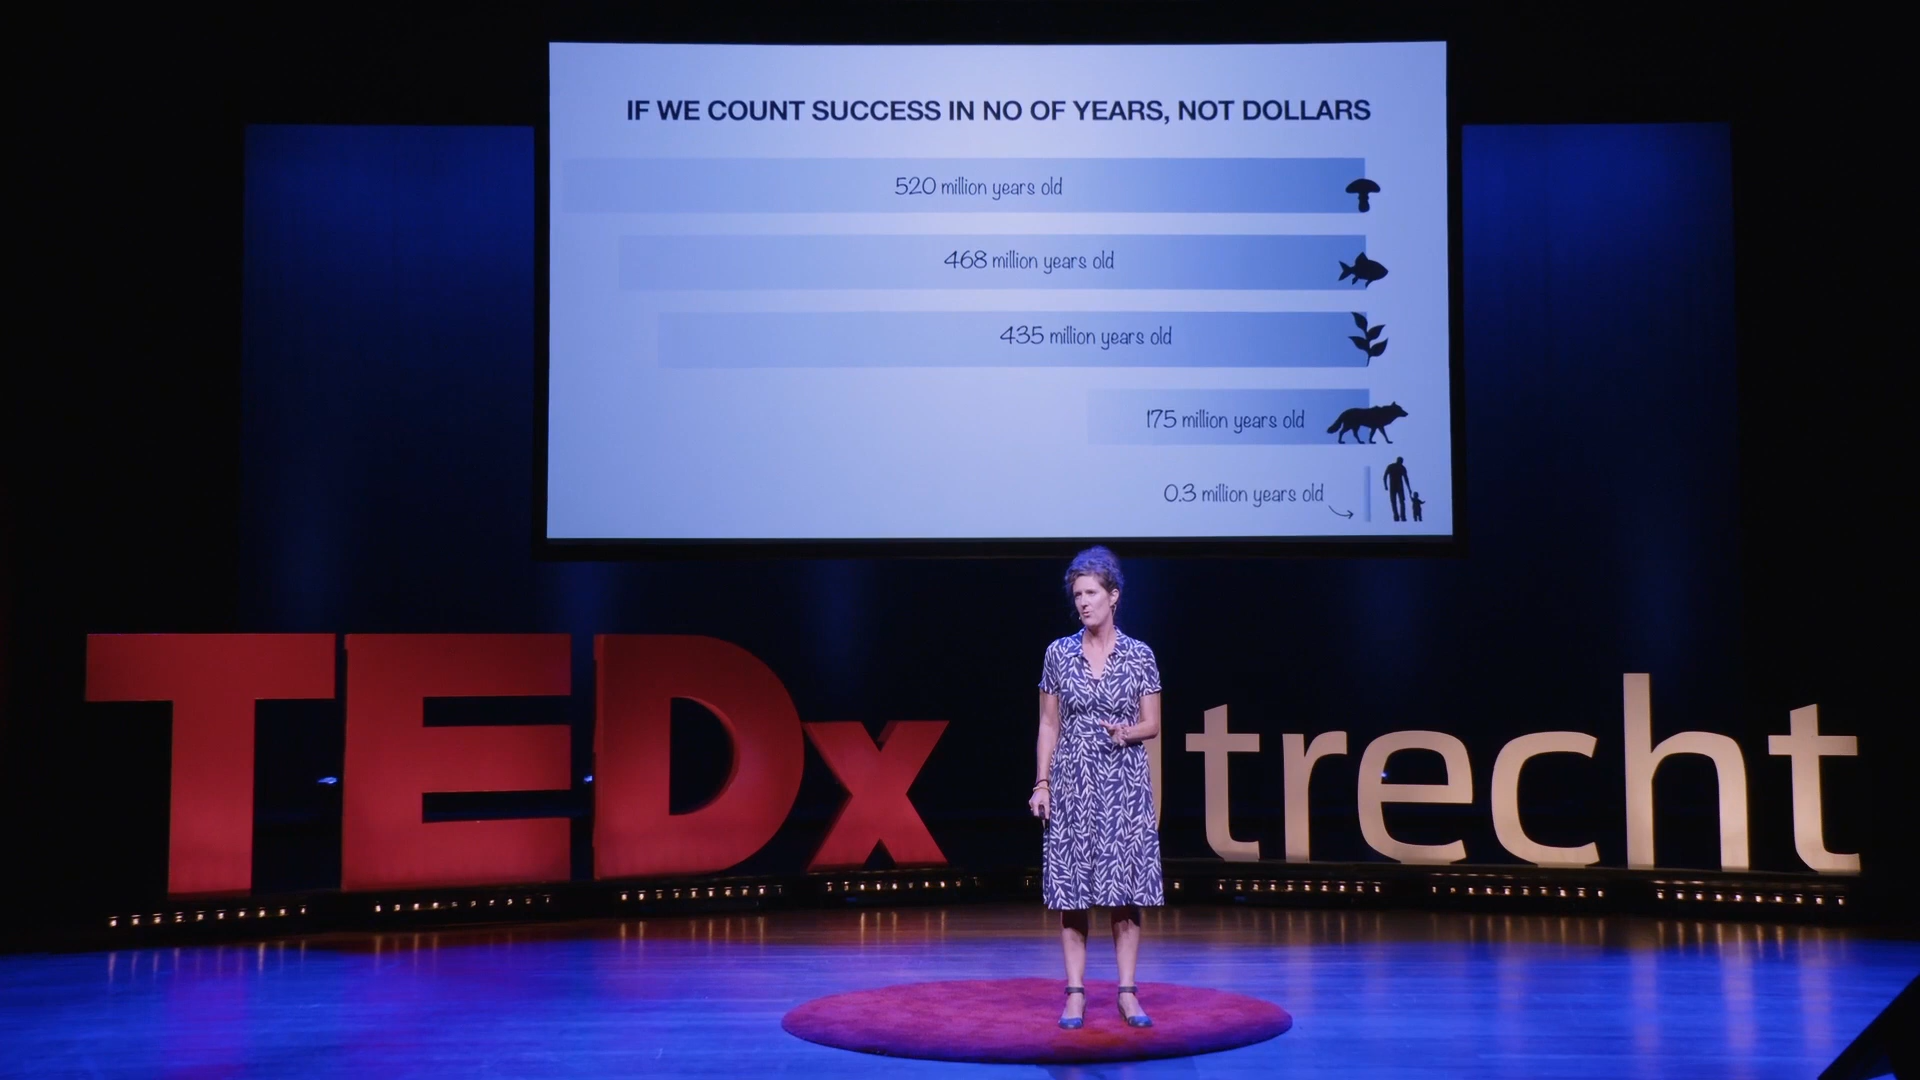 IF WE COUNT SUCCESS IN NO OF YEARS, NOT DOLLARS
520 million years old
468 million years old
435 million years old
175 million years old
0.3 million years old
TEDx trecht